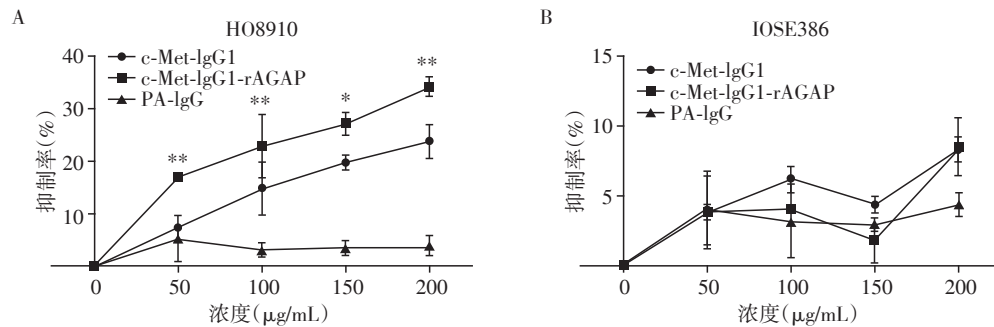 A
HO8910
c-Met-lgG1
c-Met-lgG1-rAGAP
PA-lgG
40
30
20
10
抑制率(%)
**
**
*
**
0 50 100 150 200
浓度(μg/mL)
B
IOSE386
c-Met-lgG1
c-Met-lgG1-rAGAP
PA-lgG
15
10
5
抑制率(%)
0 50 100 150 200
浓度(μg/mL)